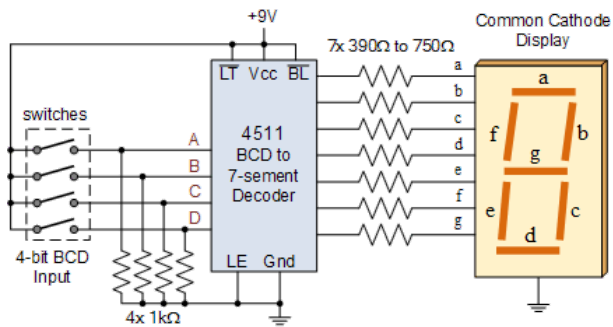 +9V
Common Cathode
Display
7x 390Ω to 750Ω
LT Vcc BL
switches
4511
BCD to
7-sement
Decoder
A
B
C
D
LE Gnd
4-bit BCD
Input
4x 1kΩ
a
b
c
d
e
f
g
a
f b
g
e c
d